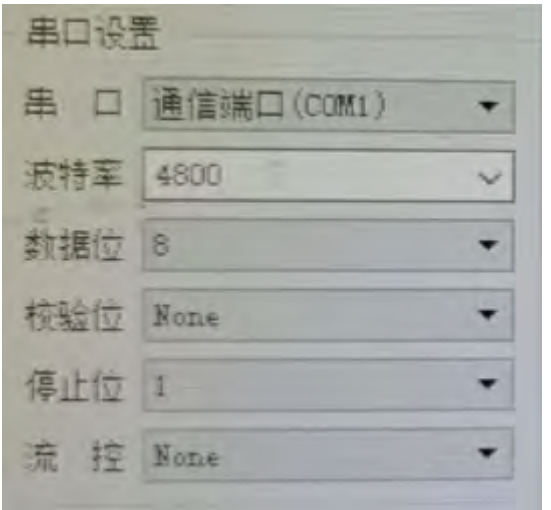 串口设置
串 口 通信端口(COM1)
波特率 4800
数据位 8
校验位 None
停止位 1
流 控 None